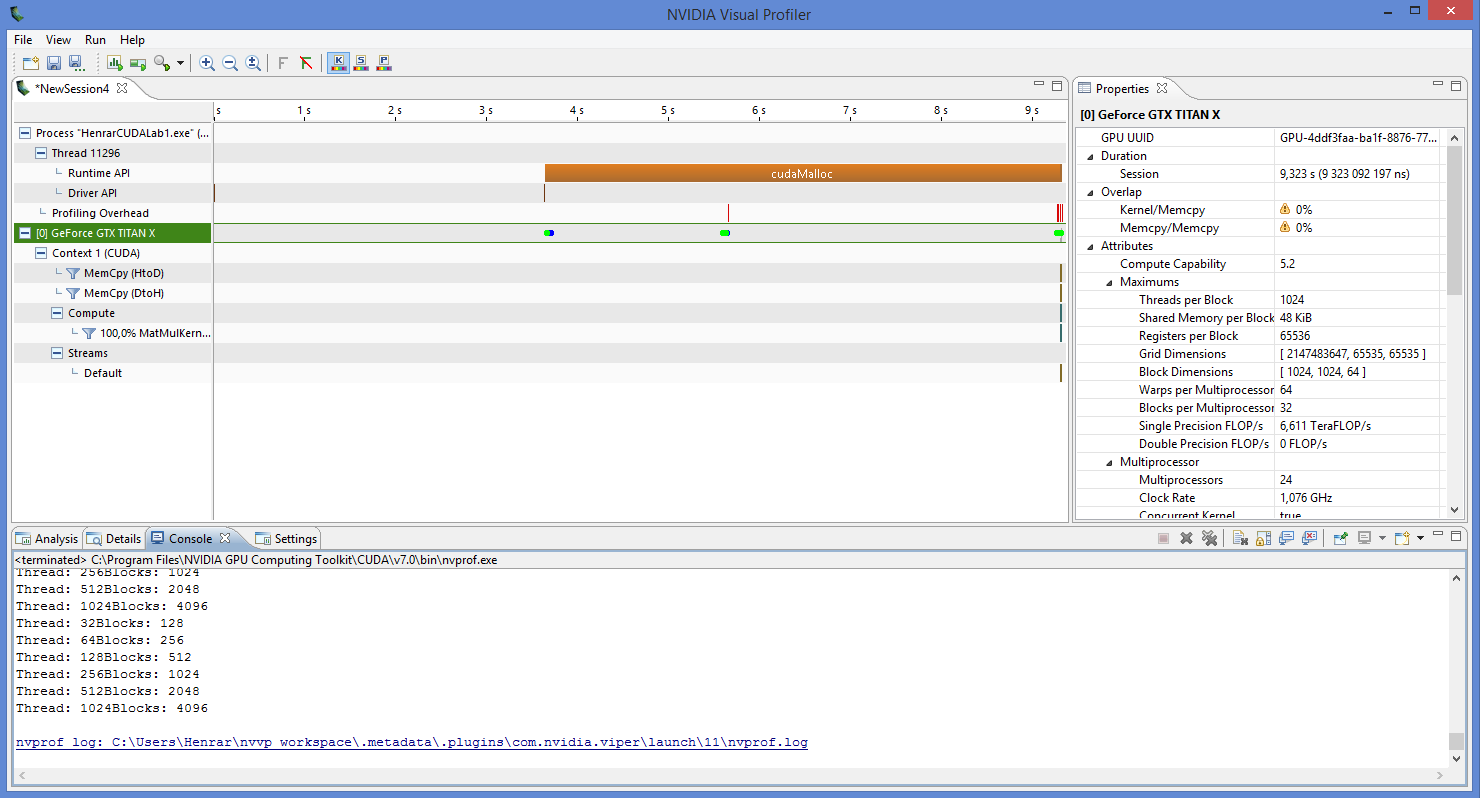 NVIDIA Visual Profiler
File View Run Help
*NewSession4
s 1 s 2 s 3 s 4 s 5 s 6 s 7 s 8 s 9 s
Process "HenrarCUDALab1.exe" (...
Thread 11296
Runtime API
cudaMalloc
Driver API
Profiling Overhead
[0] GeForce GTX TITAN X
Context 1 (CUDA)
MemCpy (HtoD)
MemCpy (DtoH)
Compute
100,0% MatMulKern...
Streams
Default
Properties
[0] GeForce GTX TITAN X
GPU UUID GPU-4ddf3faa-ba1f-8876-77...
Duration
Session 9,323 s (9 323 092 197 ns)
Overlap
Kernel/Memcpy 0%
Memcpy/Memcpy 0%
Attributes
Compute Capability 5.2
Maximums
Threads per Block 1024
Shared Memory per Block 48 KiB
Registers per Block 65536
Grid Dimensions [ 2147483647, 65535, 65535 ]
Block Dimensions [ 1024, 1024, 64 ]
Warps per Multiprocessor 64
Blocks per Multiprocessor 32
Single Precision FLOP/s 6,611 TeraFLOP/s
Double Precision FLOP/s 0 FLOP/s
Multiprocessor
Multiprocessors 24
Clock Rate 1,076 GHz
Concurrent Kernel true
Analysis Details Console Settings
<terminated> C:\Program Files\NVIDIA GPU Computing Toolkit\CUDA\v7.0\bin\nvprof.exe
Thread: 256Blocks: 1024
Thread: 512Blocks: 2048
Thread: 1024Blocks: 4096
Thread: 32Blocks: 128
Thread: 64Blocks: 256
Thread: 128Blocks: 512
Thread: 256Blocks: 1024
Thread: 512Blocks: 2048
Thread: 1024Blocks: 4096
nvprof log: C:\Users\Henrar\nvvp_workspace\.metadata\.plugins\com.nvidia.viper\launch\11\nvprof.log